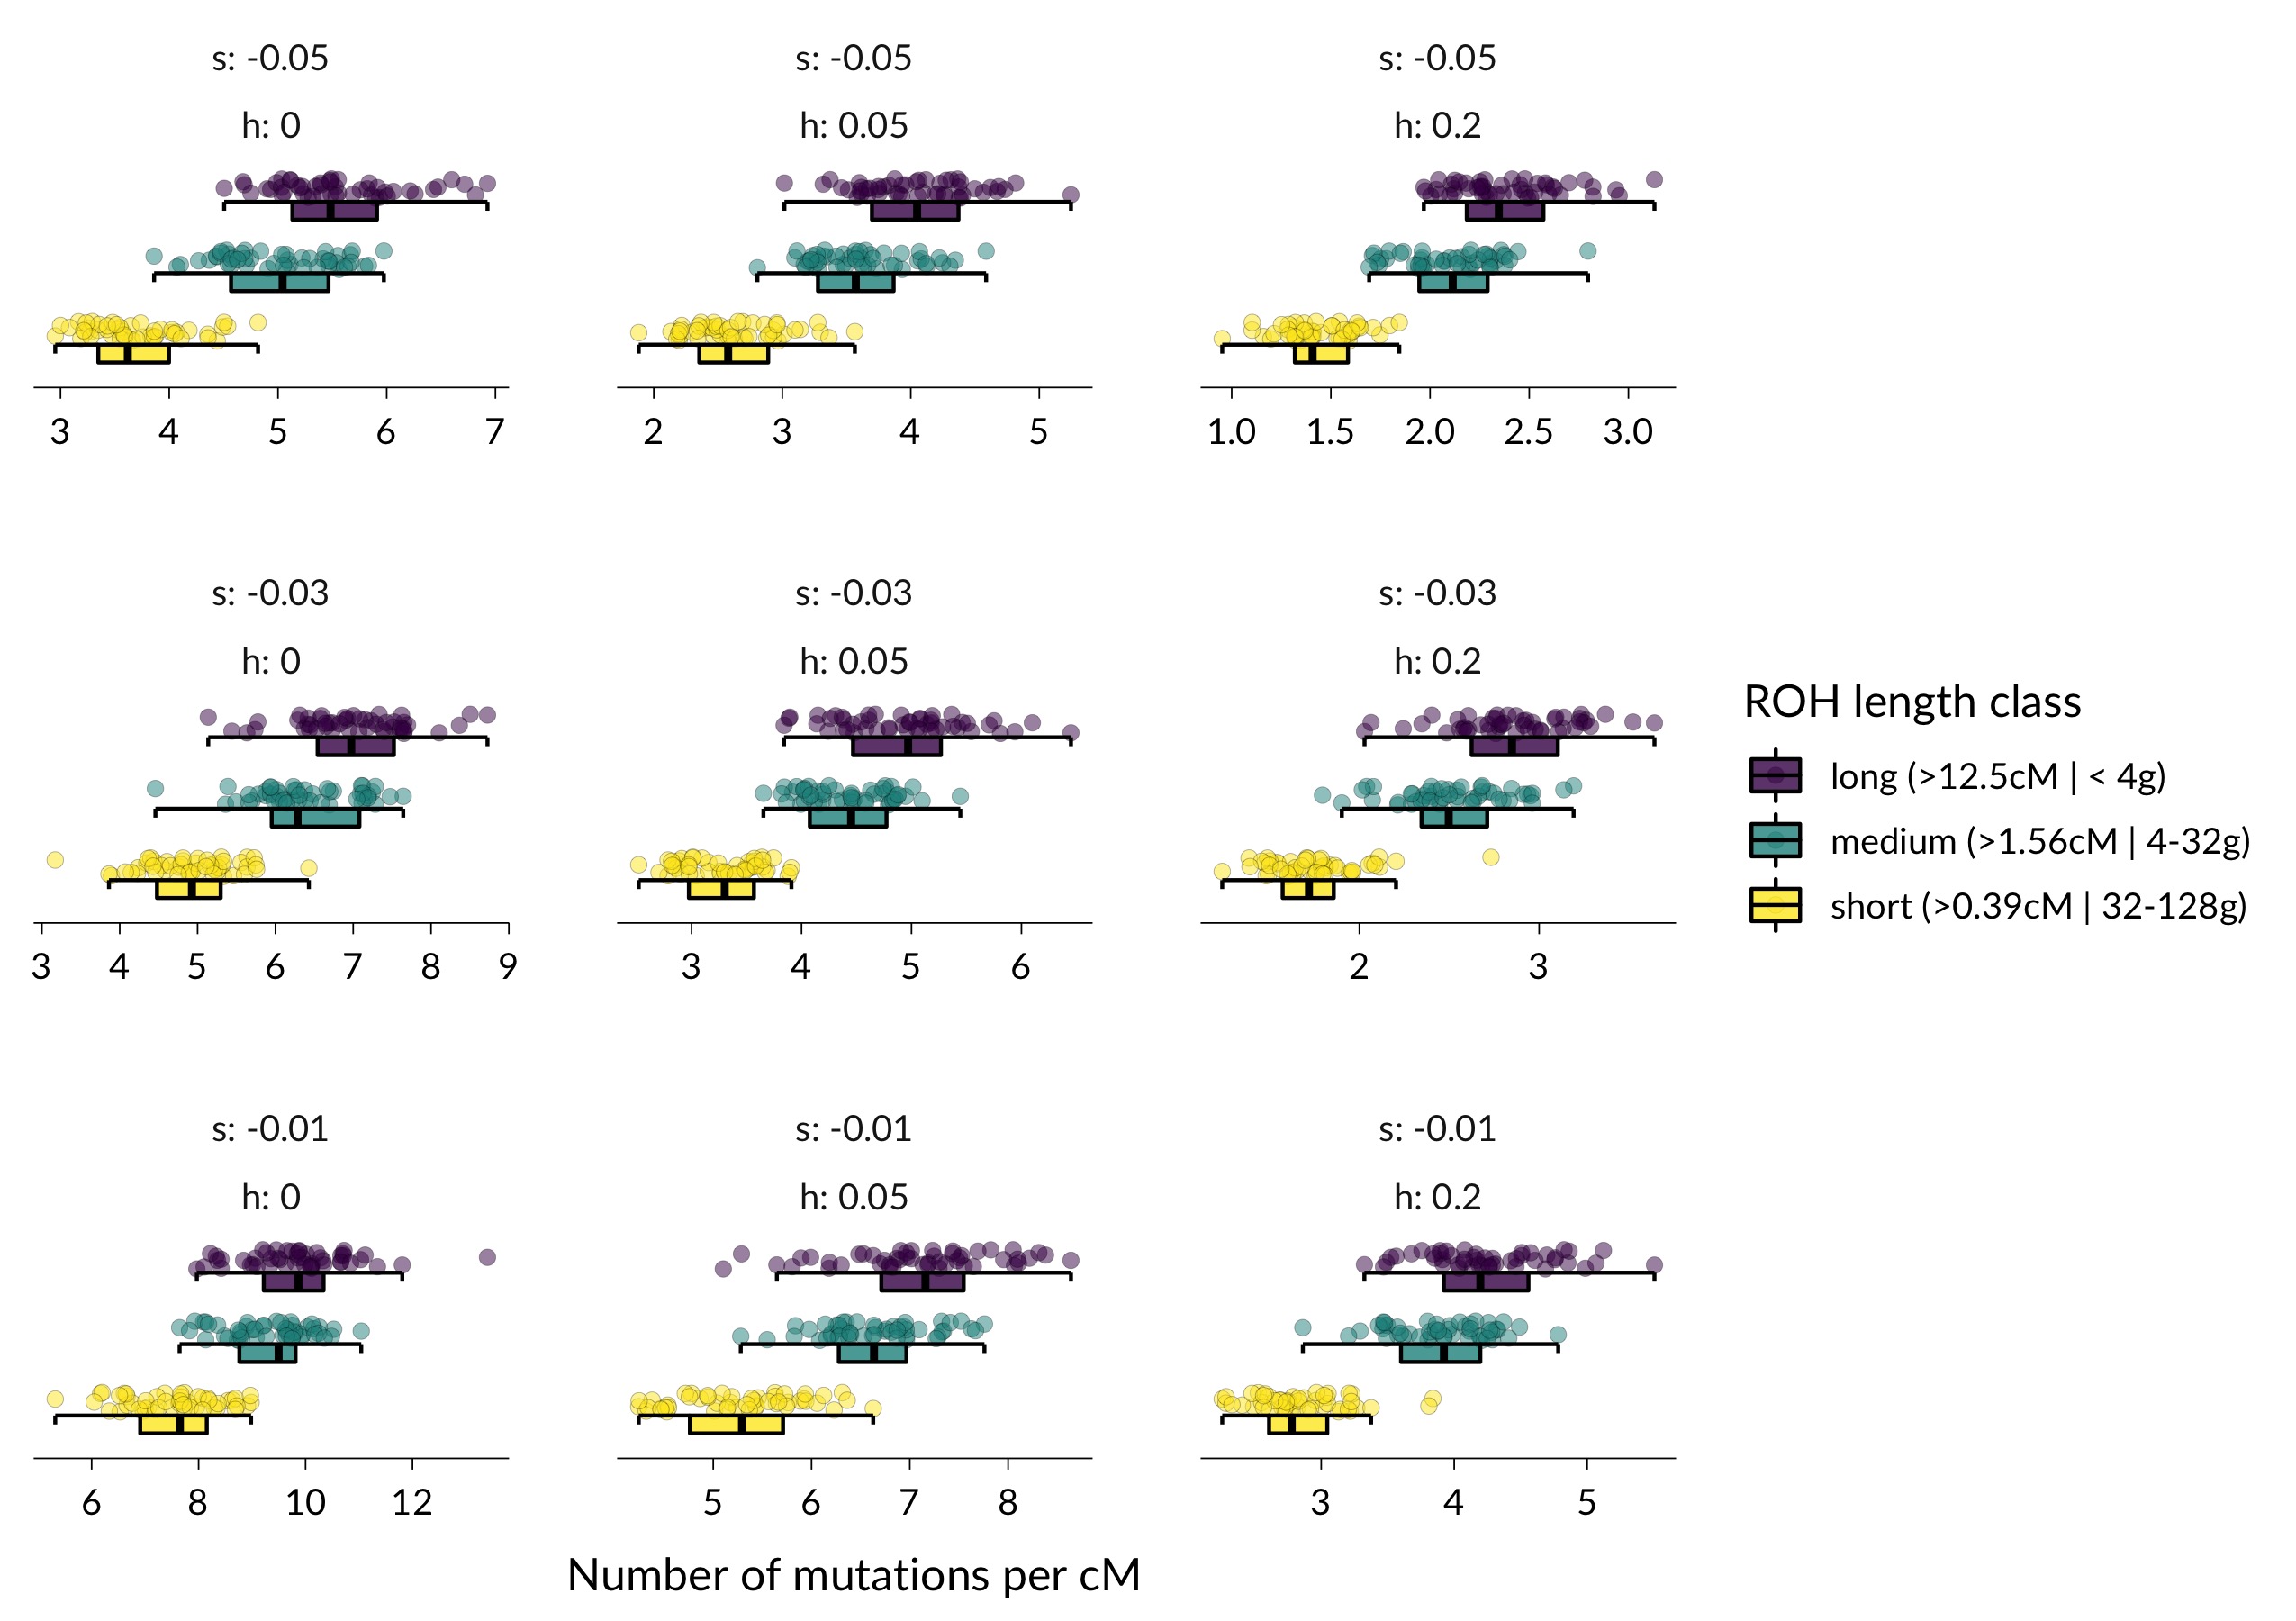 s: -0.05 s: -0.05 s: -0.05
h: 0 h: 0.05 h: 0.2
3 4 5 6 7 2 3 4 5 1.0 1.5 2.0 2.5 3.0
s: -0.03 s: -0.03 s: -0.03
h: 0 h: 0.05 h: 0.2
3 4 5 6 7 8 9 3 4 5 6 2 3
ROH length class
long (>12.5cM | < 4g)
medium (>1.56cM | 4-32g)
short (>0.39cM | 32-128g)
s: -0.01 s: -0.01 s: -0.01
h: 0 h: 0.05 h: 0.2
6 8 10 12 5 6 7 8 3 4 5
Number of mutations per cM